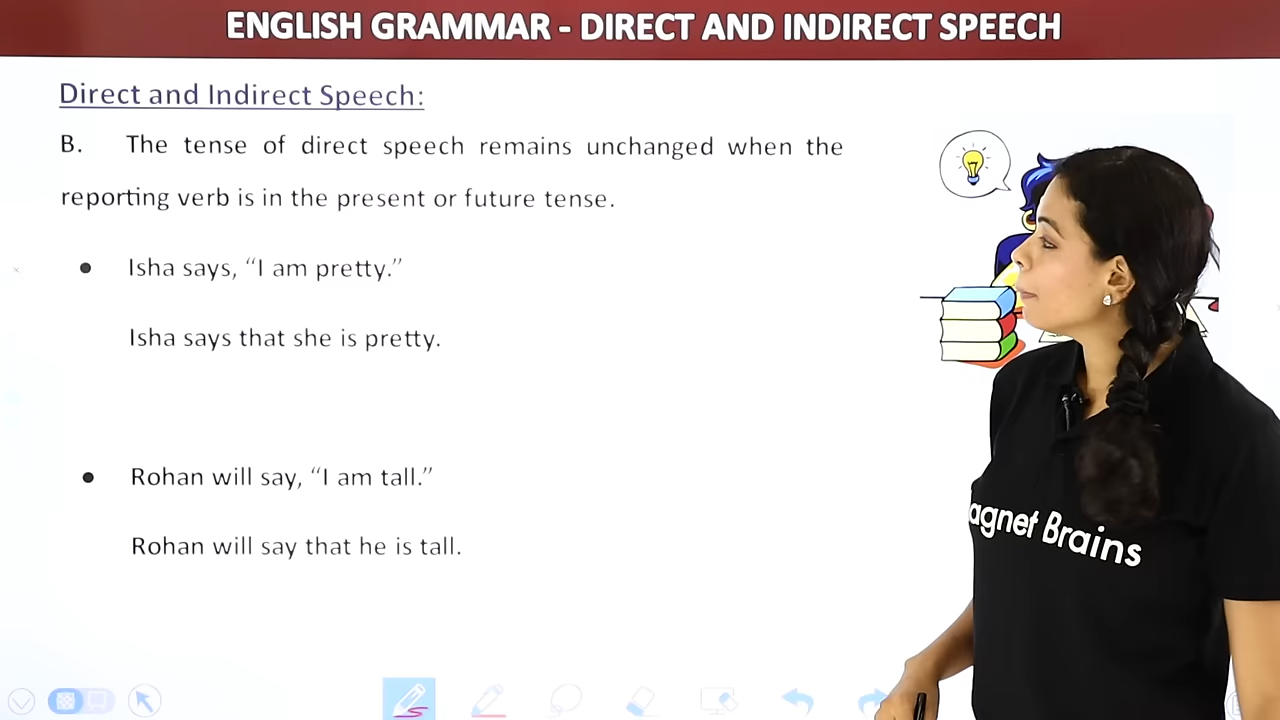 ENGLISH GRAMMAR - DIRECT AND INDIRECT SPEECH
Direct and Indirect Speech:
B. The tense of direct speech remains unchanged when the
reporting verb is in the present or future tense.
• Isha says, “I am pretty.”
Isha says that she is pretty.
• Rohan will say, “I am tall.”
Rohan will say that he is tall.
agnet Brains